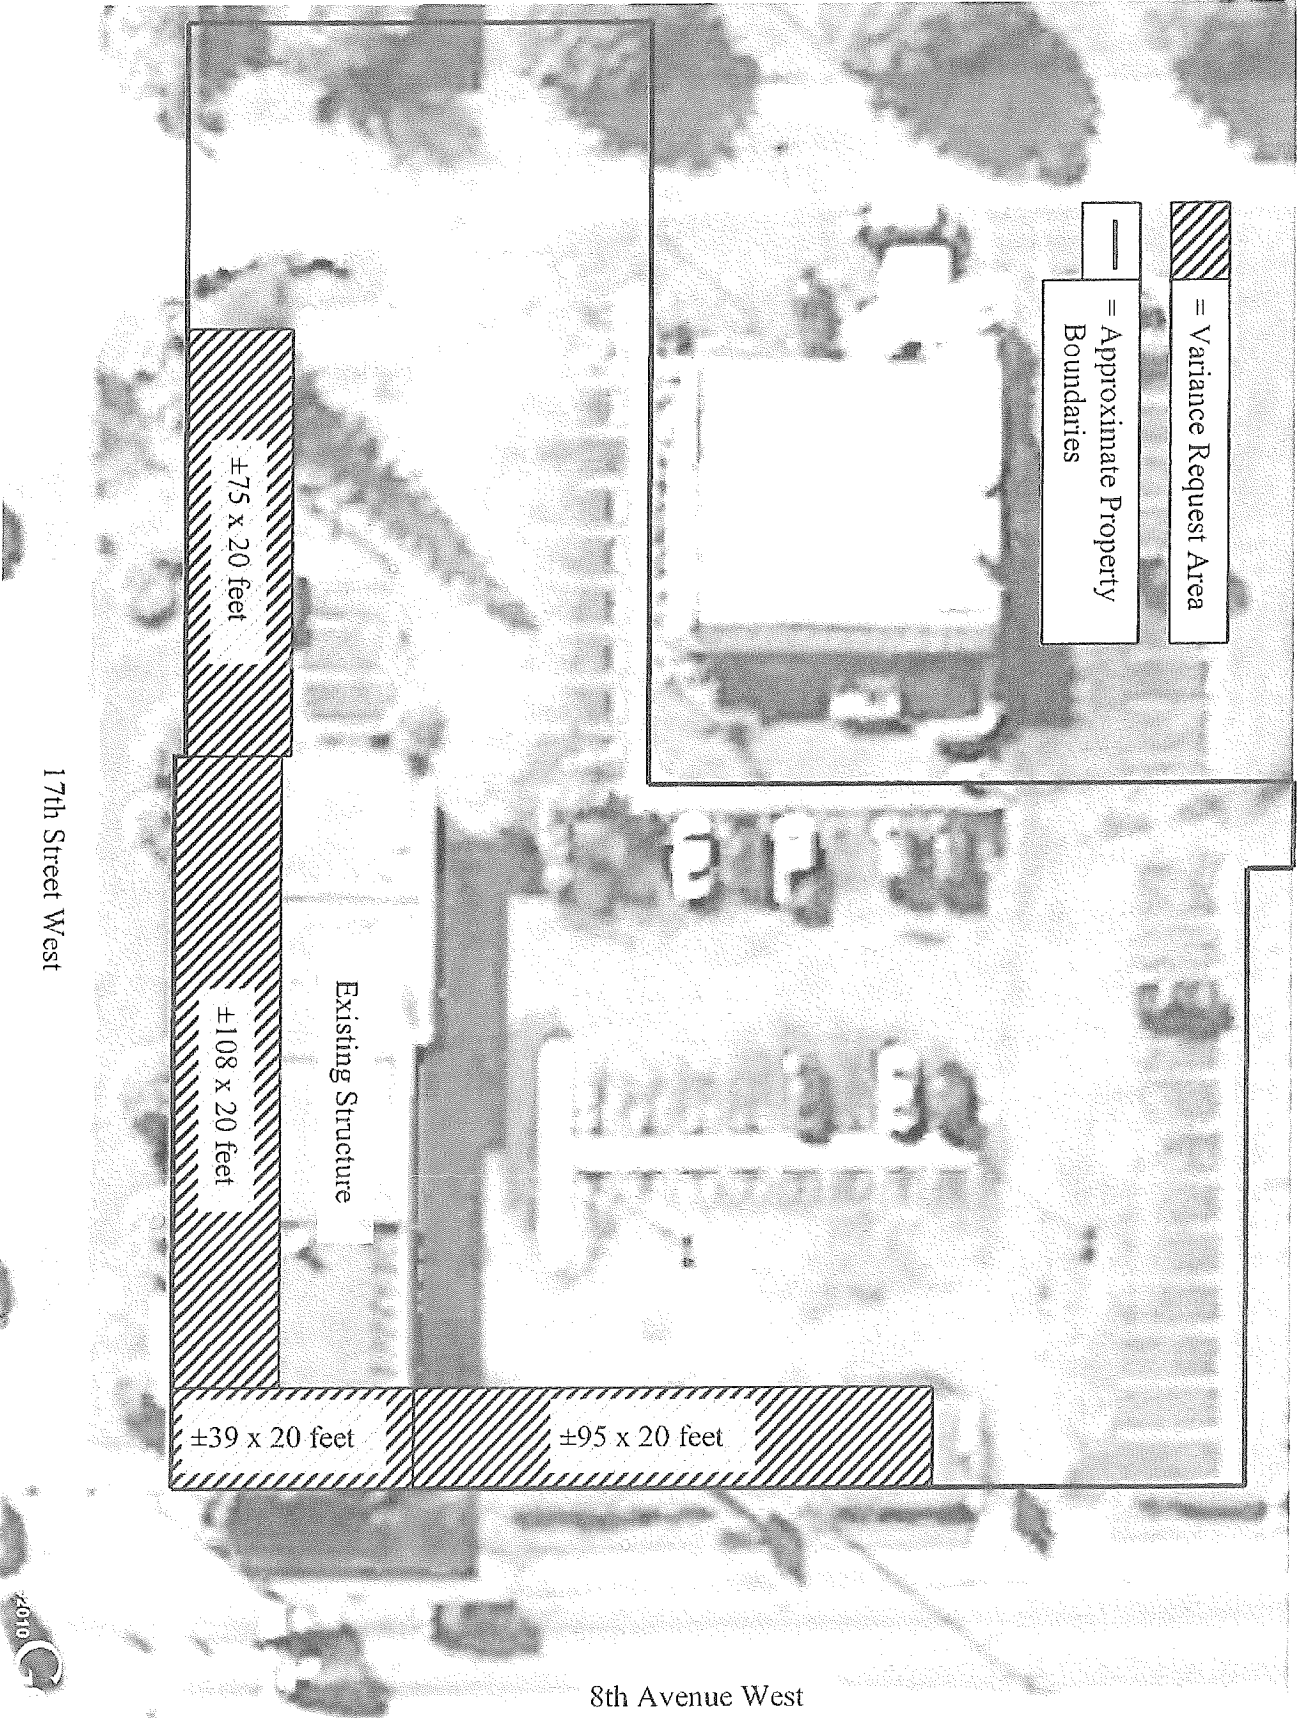 = Variance Request Area
= Approximate Property
Boundaries
±75 x 20 feet
17th Street West
±108 x 20 feet
Existing Structure
±39 x 20 feet
±95 x 20 feet
8th Avenue West
2010